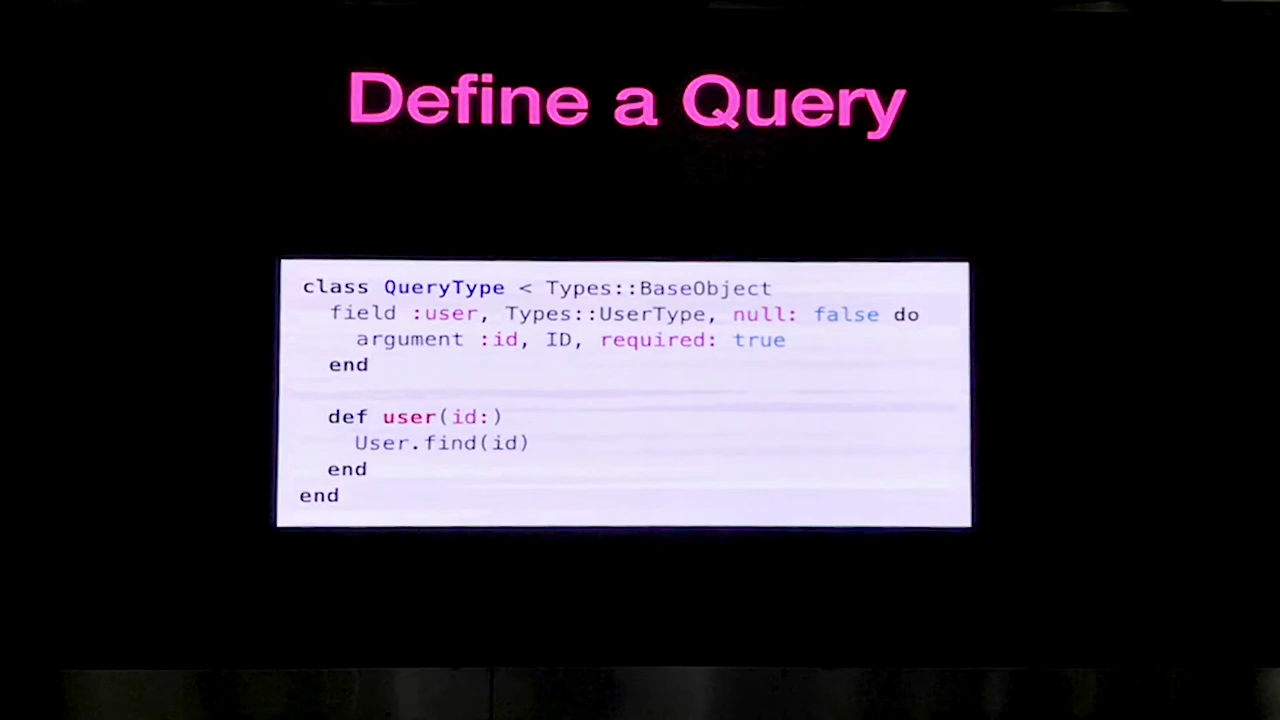 Define a Query
class QueryType < Types::BaseObject
  field :user, Types::UserType, null: false do
    argument :id, ID, required: true
  end

  def user(id:)
    User.find(id)
  end
end